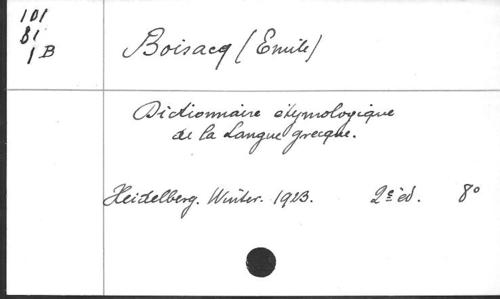 101
81
1 B
Boisacq (Emile)
Dictionnaire étymologique
de la Langue grecque.
Heidelberg. Winter. 1923. 2e éd. 8°